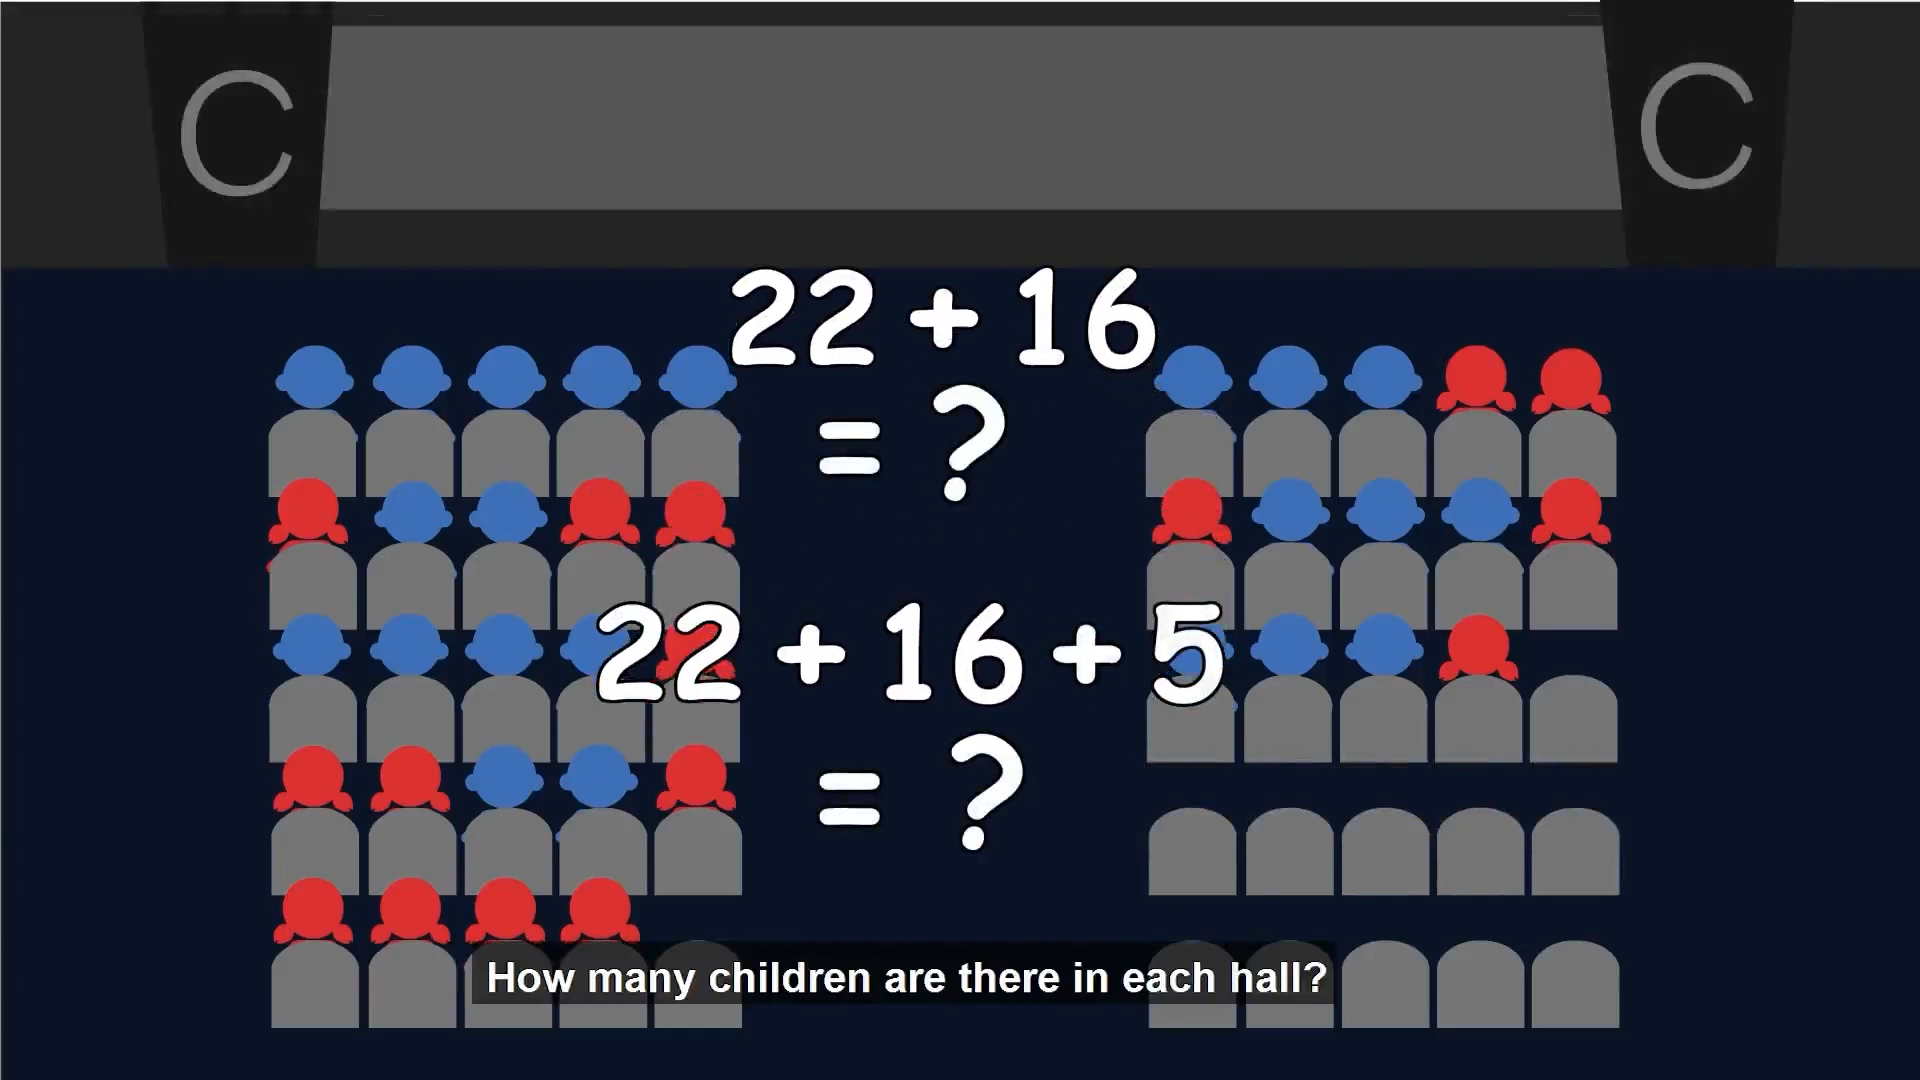 C
C
22 + 16
= ?
22 + 16 + 5
= ?
How many children are there in each hall?